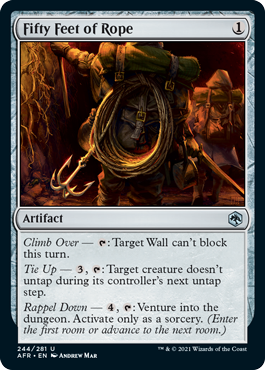 Fifty Feet of Rope 1
Artifact
Climb Over — : Target Wall can't block
this turn.
Tie Up — 3, : Target creature doesn't
untap during its controller's next untap
step.
Rappel Down — 4, : Venture into the
dungeon. Activate only as a sorcery. (Enter
the first room or advance to the next room.)
244/281 U
AFR • EN Andrew Mar
™ & © 2021 Wizards of the Coast